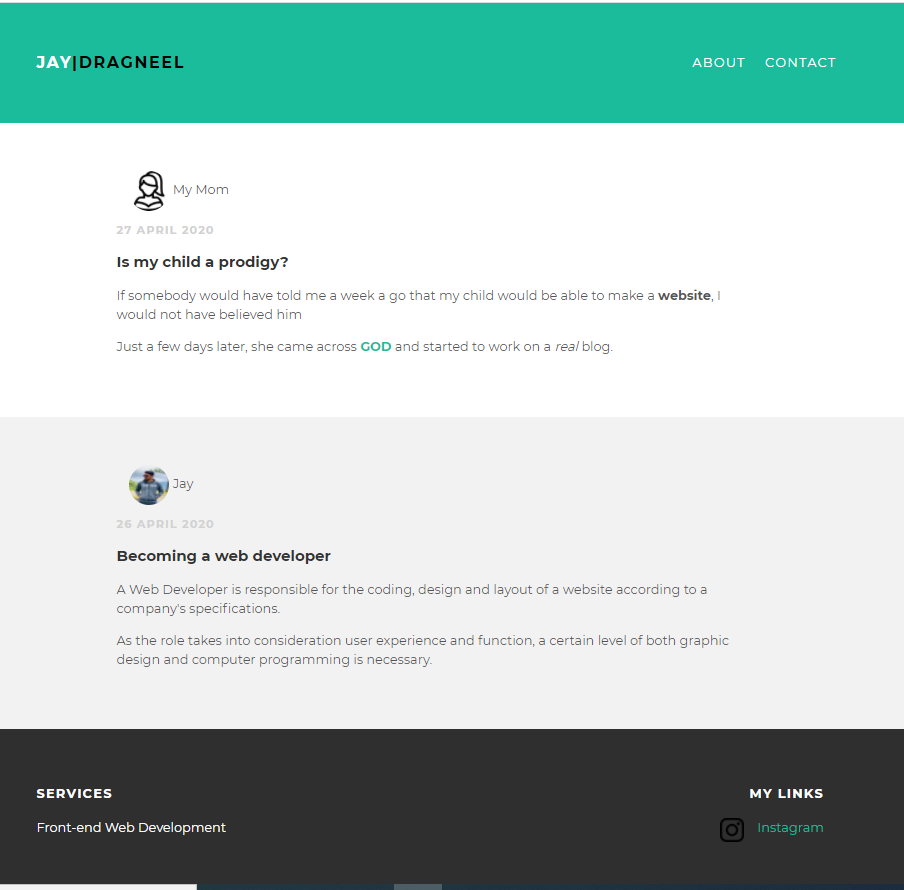 JAY|DRAGNEEL ABOUT CONTACT
My Mom
27 APRIL 2020
Is my child a prodigy?
If somebody would have told me a week a go that my child would be able to make a website, I
would not have believed him
Just a few days later, she came across GOD and started to work on a real blog.
Jay
26 APRIL 2020
Becoming a web developer
A Web Developer is responsible for the coding, design and layout of a website according to a
company's specifications.
As the role takes into consideration user experience and function, a certain level of both graphic
design and computer programming is necessary.
SERVICES
Front-end Web Development
MY LINKS
Instagram